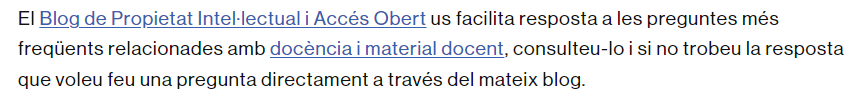 El Blog de Propietat Intel·lectual i Accés Obert us facilita resposta a les preguntes més
freqüents relacionades amb docència i material docent, consulteu-lo i si no trobeu la resposta
que voleu feu una pregunta directament a través del mateix blog.